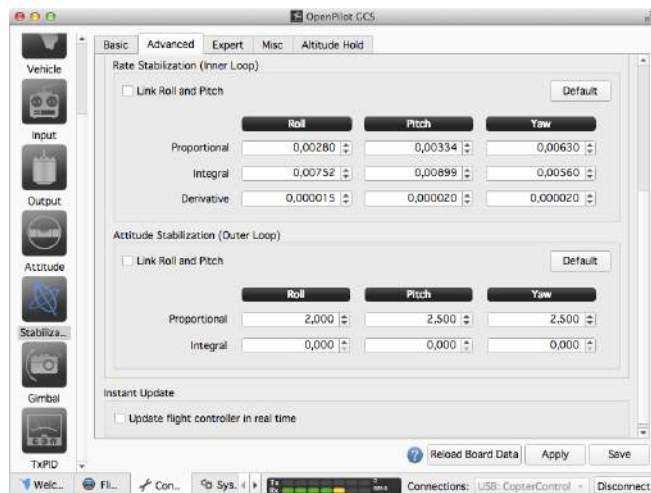 OpenPilot GCS
Basic Advanced Expert Misc Altitude Hold
Vehicle
Input
Output
Attitude
Stabiliza...
Gimbal
TxPID
Rate Stabilization (Inner Loop)
Link Roll and Pitch Default
Roll Pitch Yaw
Proportional 0,00280 0,00334 0,00630
Integral 0,00752 0,00899 0,00560
Derivative 0,000015 0,000020 0,000020
Attitude Stabilization (Outer Loop)
Link Roll and Pitch Default
Roll Pitch Yaw
Proportional 2,000 2,500 2,500
Integral 0,000 0,000 0,000
Instant Update
Update flight controller in real time
Reload Board Data Apply Save
Welc... Fli... Con... Sys. Tx Rx 0 Connections: USB: CopterControl Disconnect